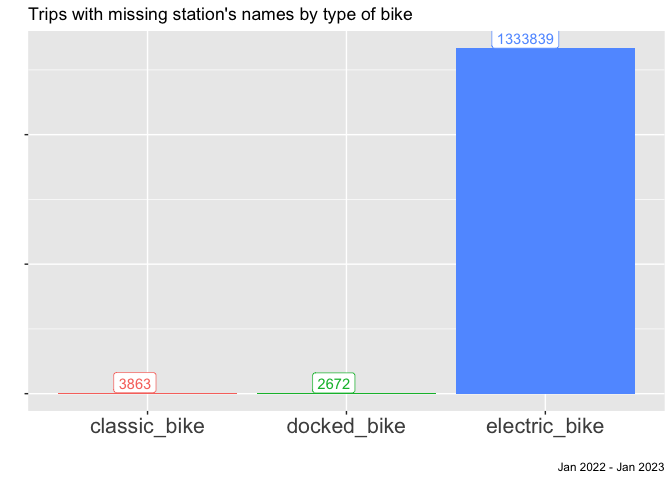 Trips with missing station's names by type of bike
1333839
3863
2672
classic_bike
docked_bike
electric_bike
Jan 2022 - Jan 2023